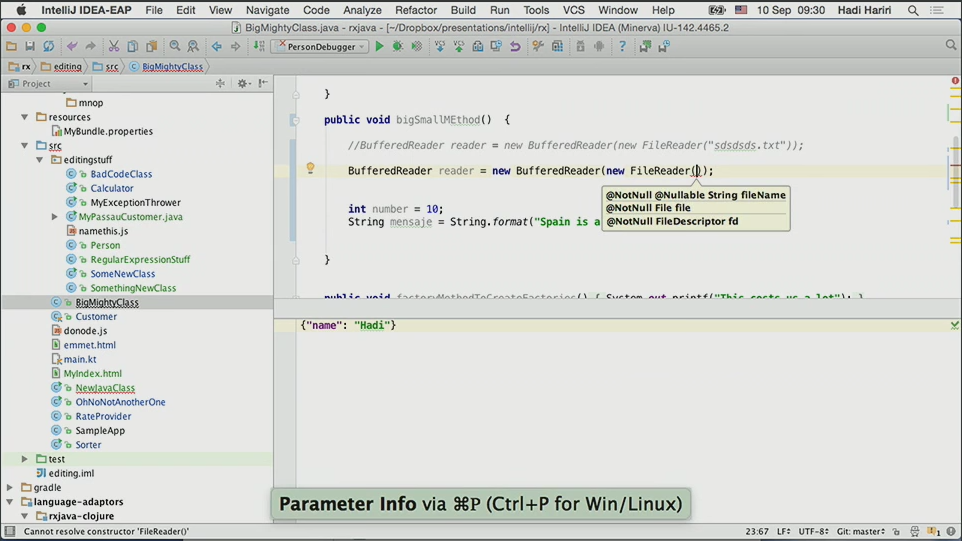 IntelliJ IDEA-EAP File Edit View Navigate Code Analyze Refactor Build Run Tools VCS Window Help 10 Sep 09:30 Hadi Hariri
BigMightyClass.java - [~/Dropbox/presentations/intellij/rx] - IntelliJ IDEA (Minerva) IU-142.4465.2
PersonDebugger
rx editing src BigMightyClass
Project
mnop
resources
MyBundle.properties
src
editingstuff
BadCodeClass
Calculator
MyExceptionThrower
MyPassauCustomer.java
namethis.js
Person
RegularExpressionStuff
SomeNewClass
SomethingNewClass
BigMightyClass
Customer
donode.js
emmet.html
main.kt
MyIndex.html
NewJavaClass
OhNoNotAnotherOne
RateProvider
SampleApp
Sorter
test
editing.iml
gradle
language-adaptors
rxjava-clojure
}
public void bigSmallMEthod() {
//BufferedReader reader = new BufferedReader(new FileReader("sdsdsds.txt"));
BufferedReader reader = new BufferedReader(new FileReader());
@NotNull @Nullable String fileName
@NotNull File file
@NotNull FileDescriptor fd
int number = 10;
String mensaje = String.format("Spain is a
}
public void factoryMethodToCreateFactories() { System.out.printf("This costs us a lot"); }
{"name": "Hadi"}
Parameter Info via ⌘P (Ctrl+P for Win/Linux)
Cannot resolve constructor 'FileReader()' 23:67 LF÷ UTF-8÷ Git: master÷ 1